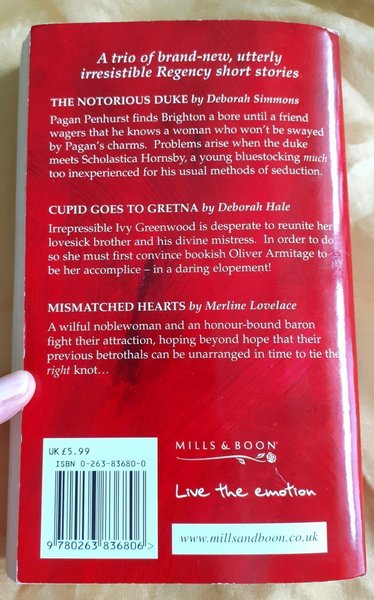 A trio of brand-new, utterly
irresistible Regency short stories
THE NOTORIOUS DUKE by Deborah Simmons
Pagan Penhurst finds Brighton a bore until a friend
wagers that he knows a woman who won't be swayed
by Pagan's charms. Problems arise when the duke
meets Scholastica Hornsby, a young bluestocking much
too inexperienced for his usual methods of seduction.
CUPID GOES TO GRETNA by Deborah Hale
Irrepressible Ivy Greenwood is desperate to reunite her
lovesick brother and his divine mistress. In order to do
so she must first convince bookish Oliver Armitage to
be her accomplice – in a daring elopement!
MISMATCHED HEARTS by Merline Lovelace
A wilful noblewoman and an honour-bound baron
fight their attraction, hoping beyond hope that their
previous betrothals can be unarranged in time to tie the
right knot…
UK £5.99
ISBN 0-263-83680-0
9 780263 836806 >
MILLS & BOON®
Live the emotion
www.millsandboon.co.uk